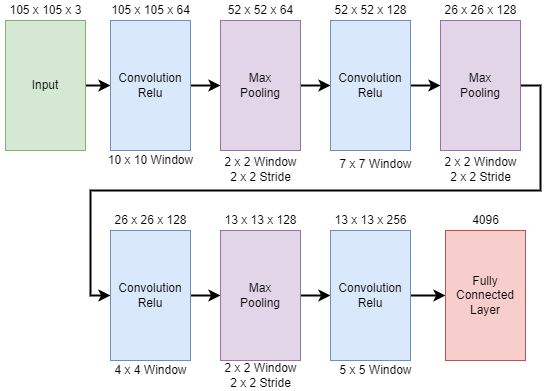 105 x 105 x 3
105 x 105 x 64
52 x 52 x 64
52 x 52 x 128
26 x 26 x 128
Input
Convolution
Relu
Max
Pooling
Convolution
Relu
Max
Pooling
10 x 10 Window
2 x 2 Window
2 x 2 Stride
7 x 7 Window
2 x 2 Window
2 x 2 Stride
26 x 26 x 128
13 x 13 x 128
13 x 13 x 256
4096
Convolution
Relu
Max
Pooling
Convolution
Relu
Fully
Connected
Layer
4 x 4 Window
2 x 2 Window
2 x 2 Stride
5 x 5 Window